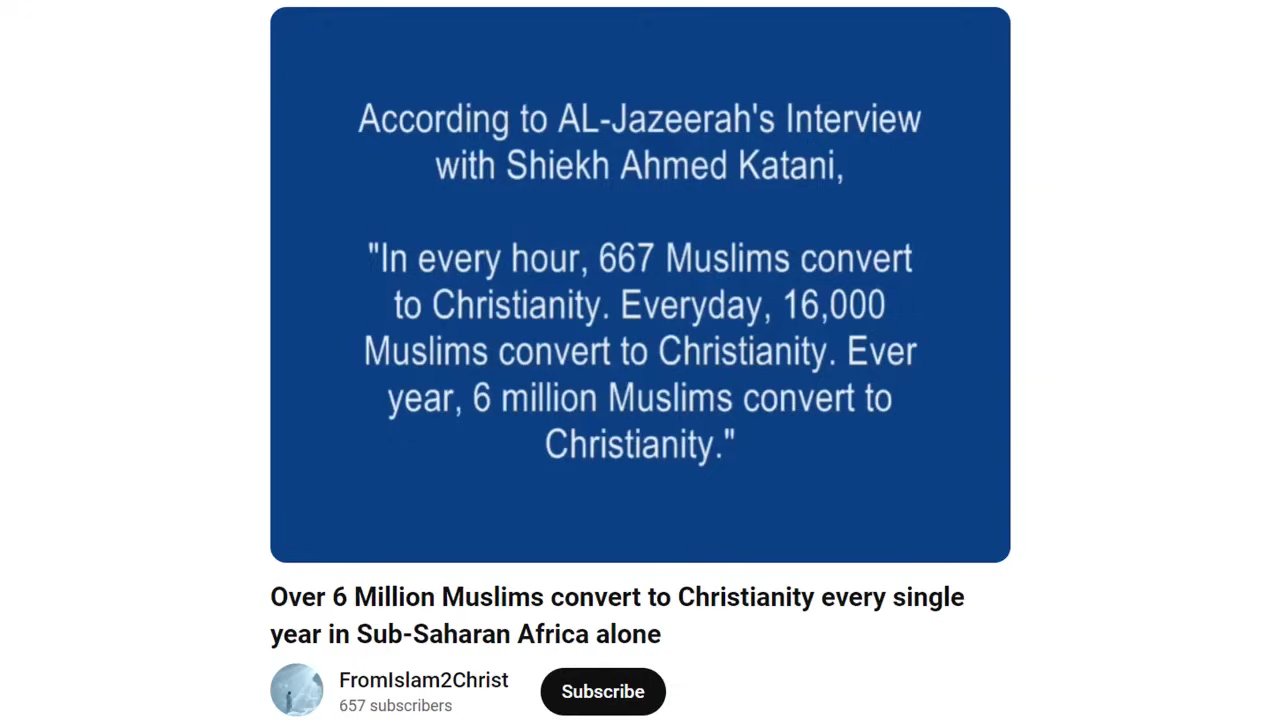 According to AL-Jazeerah's Interview
with Shiekh Ahmed Katani,
"In every hour, 667 Muslims convert
to Christianity. Everyday, 16,000
Muslims convert to Christianity. Ever
year, 6 million Muslims convert to
Christianity."
Over 6 Million Muslims convert to Christianity every single
year in Sub-Saharan Africa alone
FromIslam2Christ
657 subscribers
Subscribe